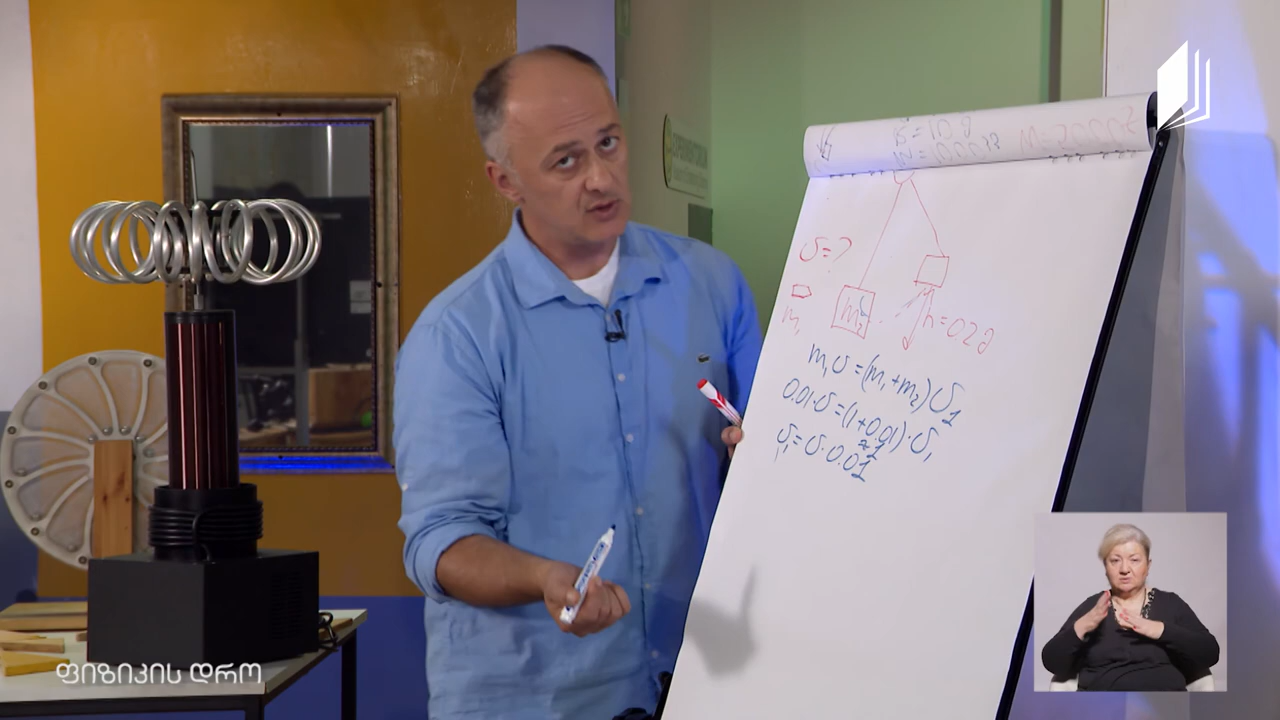 υ=?
m₁
m₂
h=0.2მ
m₁υ=(m₁+m₂)υ₁
0.01·υ=(1+0.01)·υ₁
≈1
υ₁=υ·0.01
ფიზიკის დრო